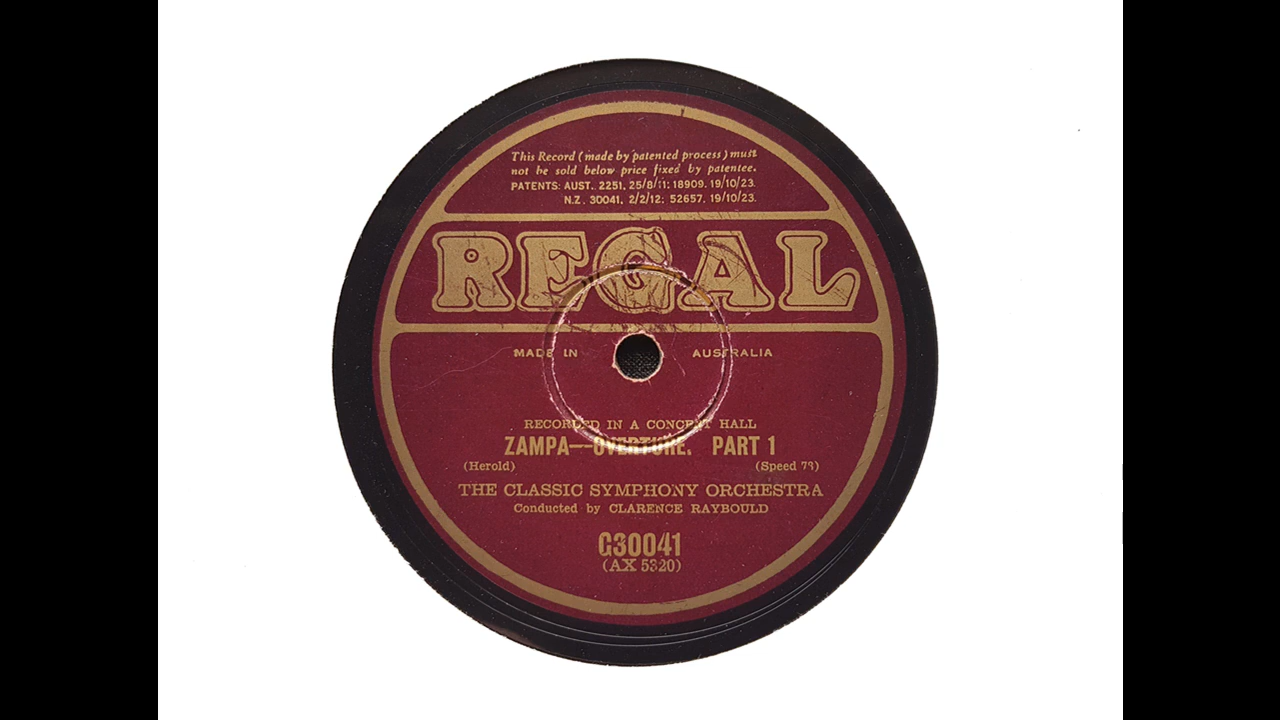 This Record (made by patented process) must
not be sold below price fixed by patentee.
PATENTS: AUST. 2251, 25/8/11; 18909, 19/10/23.
N.Z. 30041, 2/2/12; 52657, 19/10/23.
REGAL
MADE IN AUSTRALIA
RECORDED IN A CONCERT HALL
ZAMPA—OVERTURE. PART 1
(Herold) (Speed 78)
THE CLASSIC SYMPHONY ORCHESTRA
Conducted by CLARENCE RAYBOULD
G30041
(AX 5320)